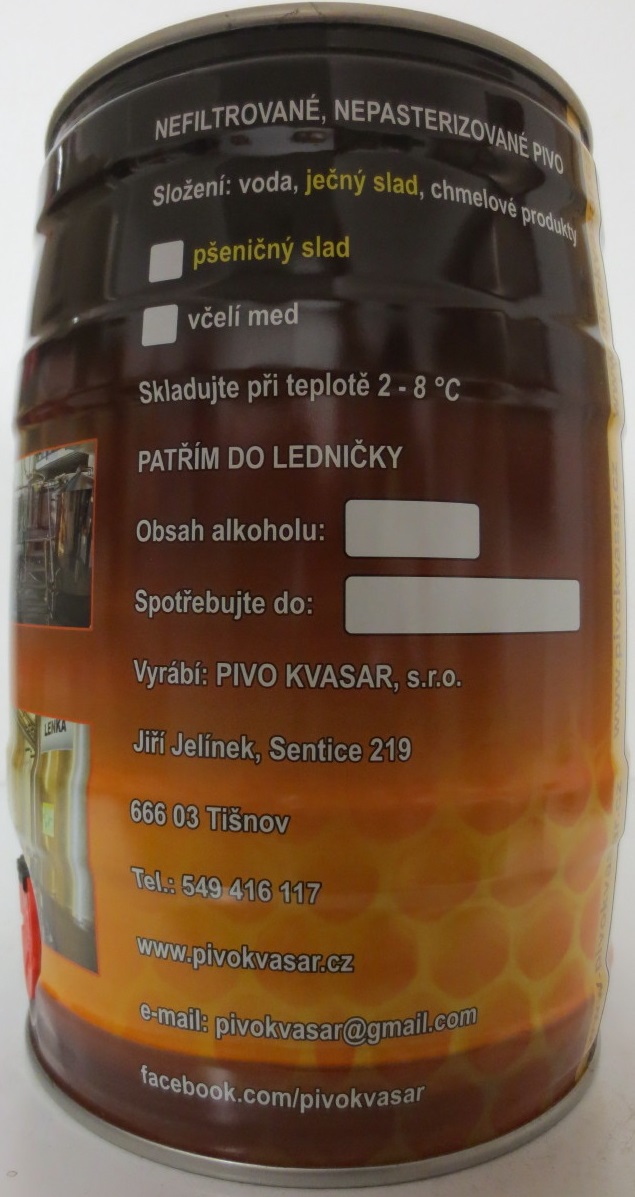 NEFILTROVANÉ, NEPASTERIZOVANÉ PIVO
Složení: voda, ječný slad, chmelové produkty
pšeničný slad
včelí med
Skladujte při teplotě 2 - 8 °C
PATŘÍM DO LEDNIČKY
Obsah alkoholu:
Spotřebujte do:
Vyrábí: PIVO KVASAR, s.r.o.
Jiří Jelínek, Sentice 219
666 03 Tišnov
Tel.: 549 416 117
www.pivokvasar.cz
e-mail: pivokvasar@gmail.com
facebook.com/pivokvasar
LENKA